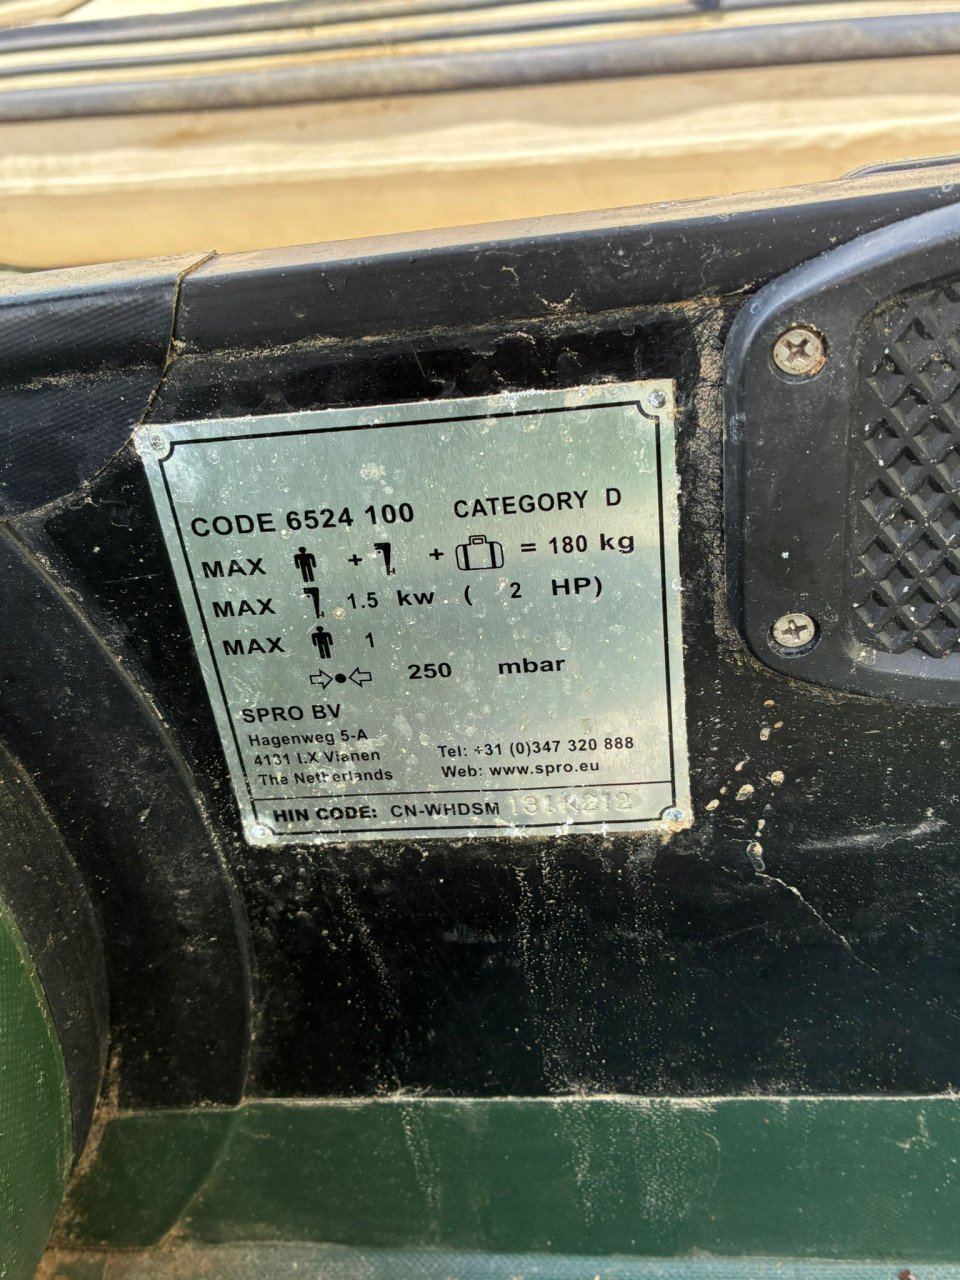 CODE 6524 100 CATEGORY D
MAX + + = 180 kg
MAX 1.5 kw ( 2 HP)
MAX 1
250 mbar
SPRO BV
Hagenweg 5-A
4131 LX Vianen Tel: +31 (0)347 320 888
The Netherlands Web: www.spro.eu
HIN CODE: CN-WHDSM